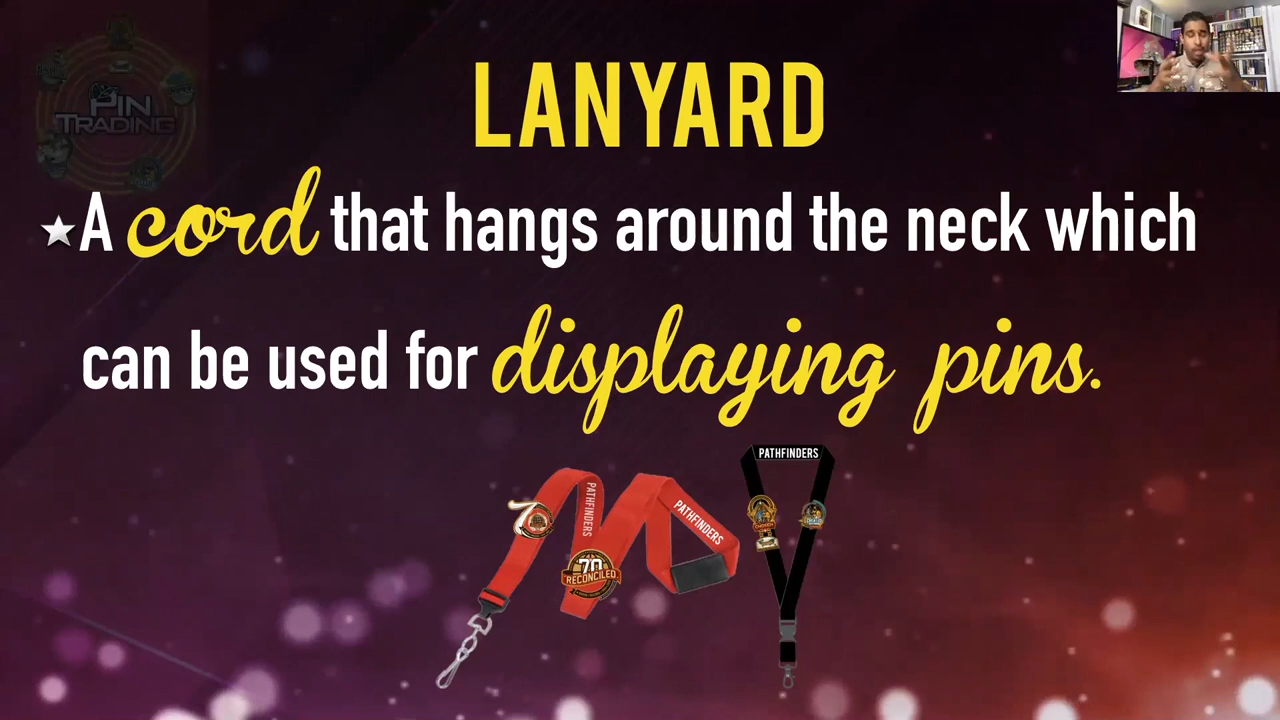 PIN
TRADING
LANYARD
A cord that hangs around the neck which
can be used for displaying pins.
PATHFINDERS
PATHFINDERS
PATHFINDERS
70
RECONCILED